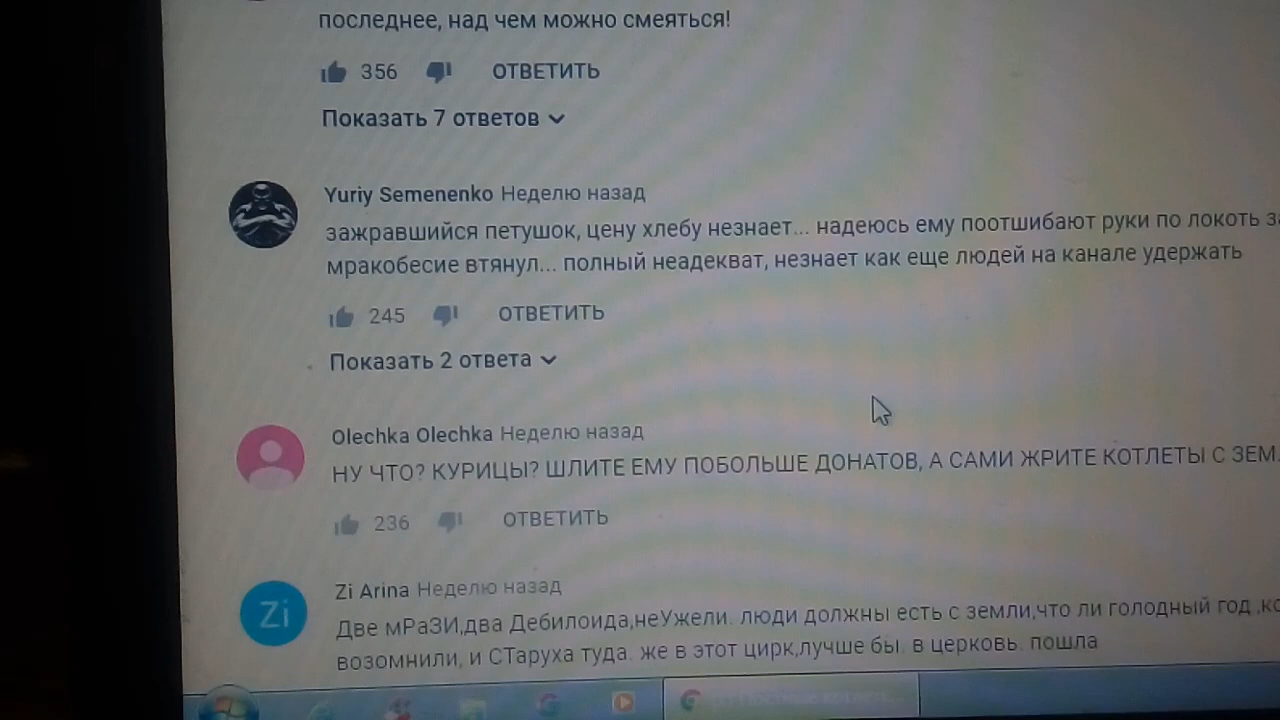 последнее, над чем можно смеяться!
356 ОТВЕТИТЬ
Показать 7 ответов
Yuriy Semenenko Неделю назад
зажравшийся петушок, цену хлебу незнает... надеюсь ему поотшибают руки по локоть
мракобесие втянул... полный неадекват, незнает как еще людей на канале удержать
245 ОТВЕТИТЬ
Показать 2 ответа
Olechka Olechka Неделю назад
НУ ЧТО? КУРИЦЫ? ШЛИТЕ ЕМУ ПОБОЛЬШЕ ДОНАТОВ, А САМИ ЖРИТЕ КОТЛЕТЫ С ЗЕМ
236 ОТВЕТИТЬ
Zi
Zi Arina Неделю назад
Две мРаЗИ,два Дебилоида,неУжели. люди должны есть с земли,что ли голодный год
возомнили, и СТаруха туда. же в этот цирк,лучше бы. в церковь. пошла